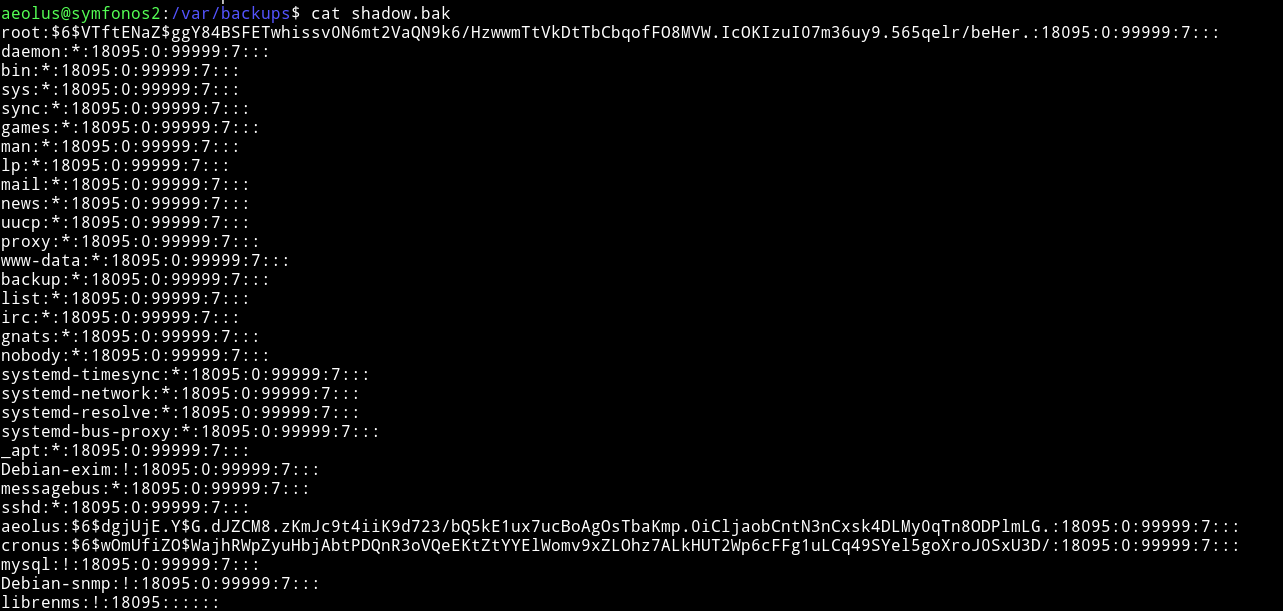 aeolus@symfonos2:/var/backups$ cat shadow.bak
root:$6$VTftENaZ$ggY84BSFETwhissv0N6mt2VaQN9k6/HzwwmTtVkDtTbCbqofFO8MVW.IcOKIzuI07m36uy9.565qelr/beHer.:18095:0:99999:7:::
daemon:*:18095:0:99999:7:::
bin:*:18095:0:99999:7:::
sys:*:18095:0:99999:7:::
sync:*:18095:0:99999:7:::
games:*:18095:0:99999:7:::
man:*:18095:0:99999:7:::
lp:*:18095:0:99999:7:::
mail:*:18095:0:99999:7:::
news:*:18095:0:99999:7:::
uucp:*:18095:0:99999:7:::
proxy:*:18095:0:99999:7:::
www-data:*:18095:0:99999:7:::
backup:*:18095:0:99999:7:::
list:*:18095:0:99999:7:::
irc:*:18095:0:99999:7:::
gnats:*:18095:0:99999:7:::
nobody:*:18095:0:99999:7:::
systemd-timesync:*:18095:0:99999:7:::
systemd-network:*:18095:0:99999:7:::
systemd-resolve:*:18095:0:99999:7:::
systemd-bus-proxy:*:18095:0:99999:7:::
_apt:*:18095:0:99999:7:::
Debian-exim:!:18095:0:99999:7:::
messagebus:*:18095:0:99999:7:::
sshd:*:18095:0:99999:7:::
aeolus:$6$dgjUjE.Y$G.dJZCM8.zKmJc9t4iiK9d723/bQ5kE1ux7ucBoAgOsTbaKmp.0iCljaobCntN3nCxsk4DLMy0qTn8ODPlmLG.:18095:0:99999:7:::
cronus:$6$wOmUfiZO$WajhRWpZyuHbjAbtPDQnR3oVQeEKtZtYYElWomv9xZLOhz7ALkHUT2Wp6cFFg1uLCq49SYel5goXroJ0SxU3D/:18095:0:99999:7:::
mysql:!:18095:0:99999:7:::
Debian-snmp:!:18095:0:99999:7:::
librenms:!:18095::::::